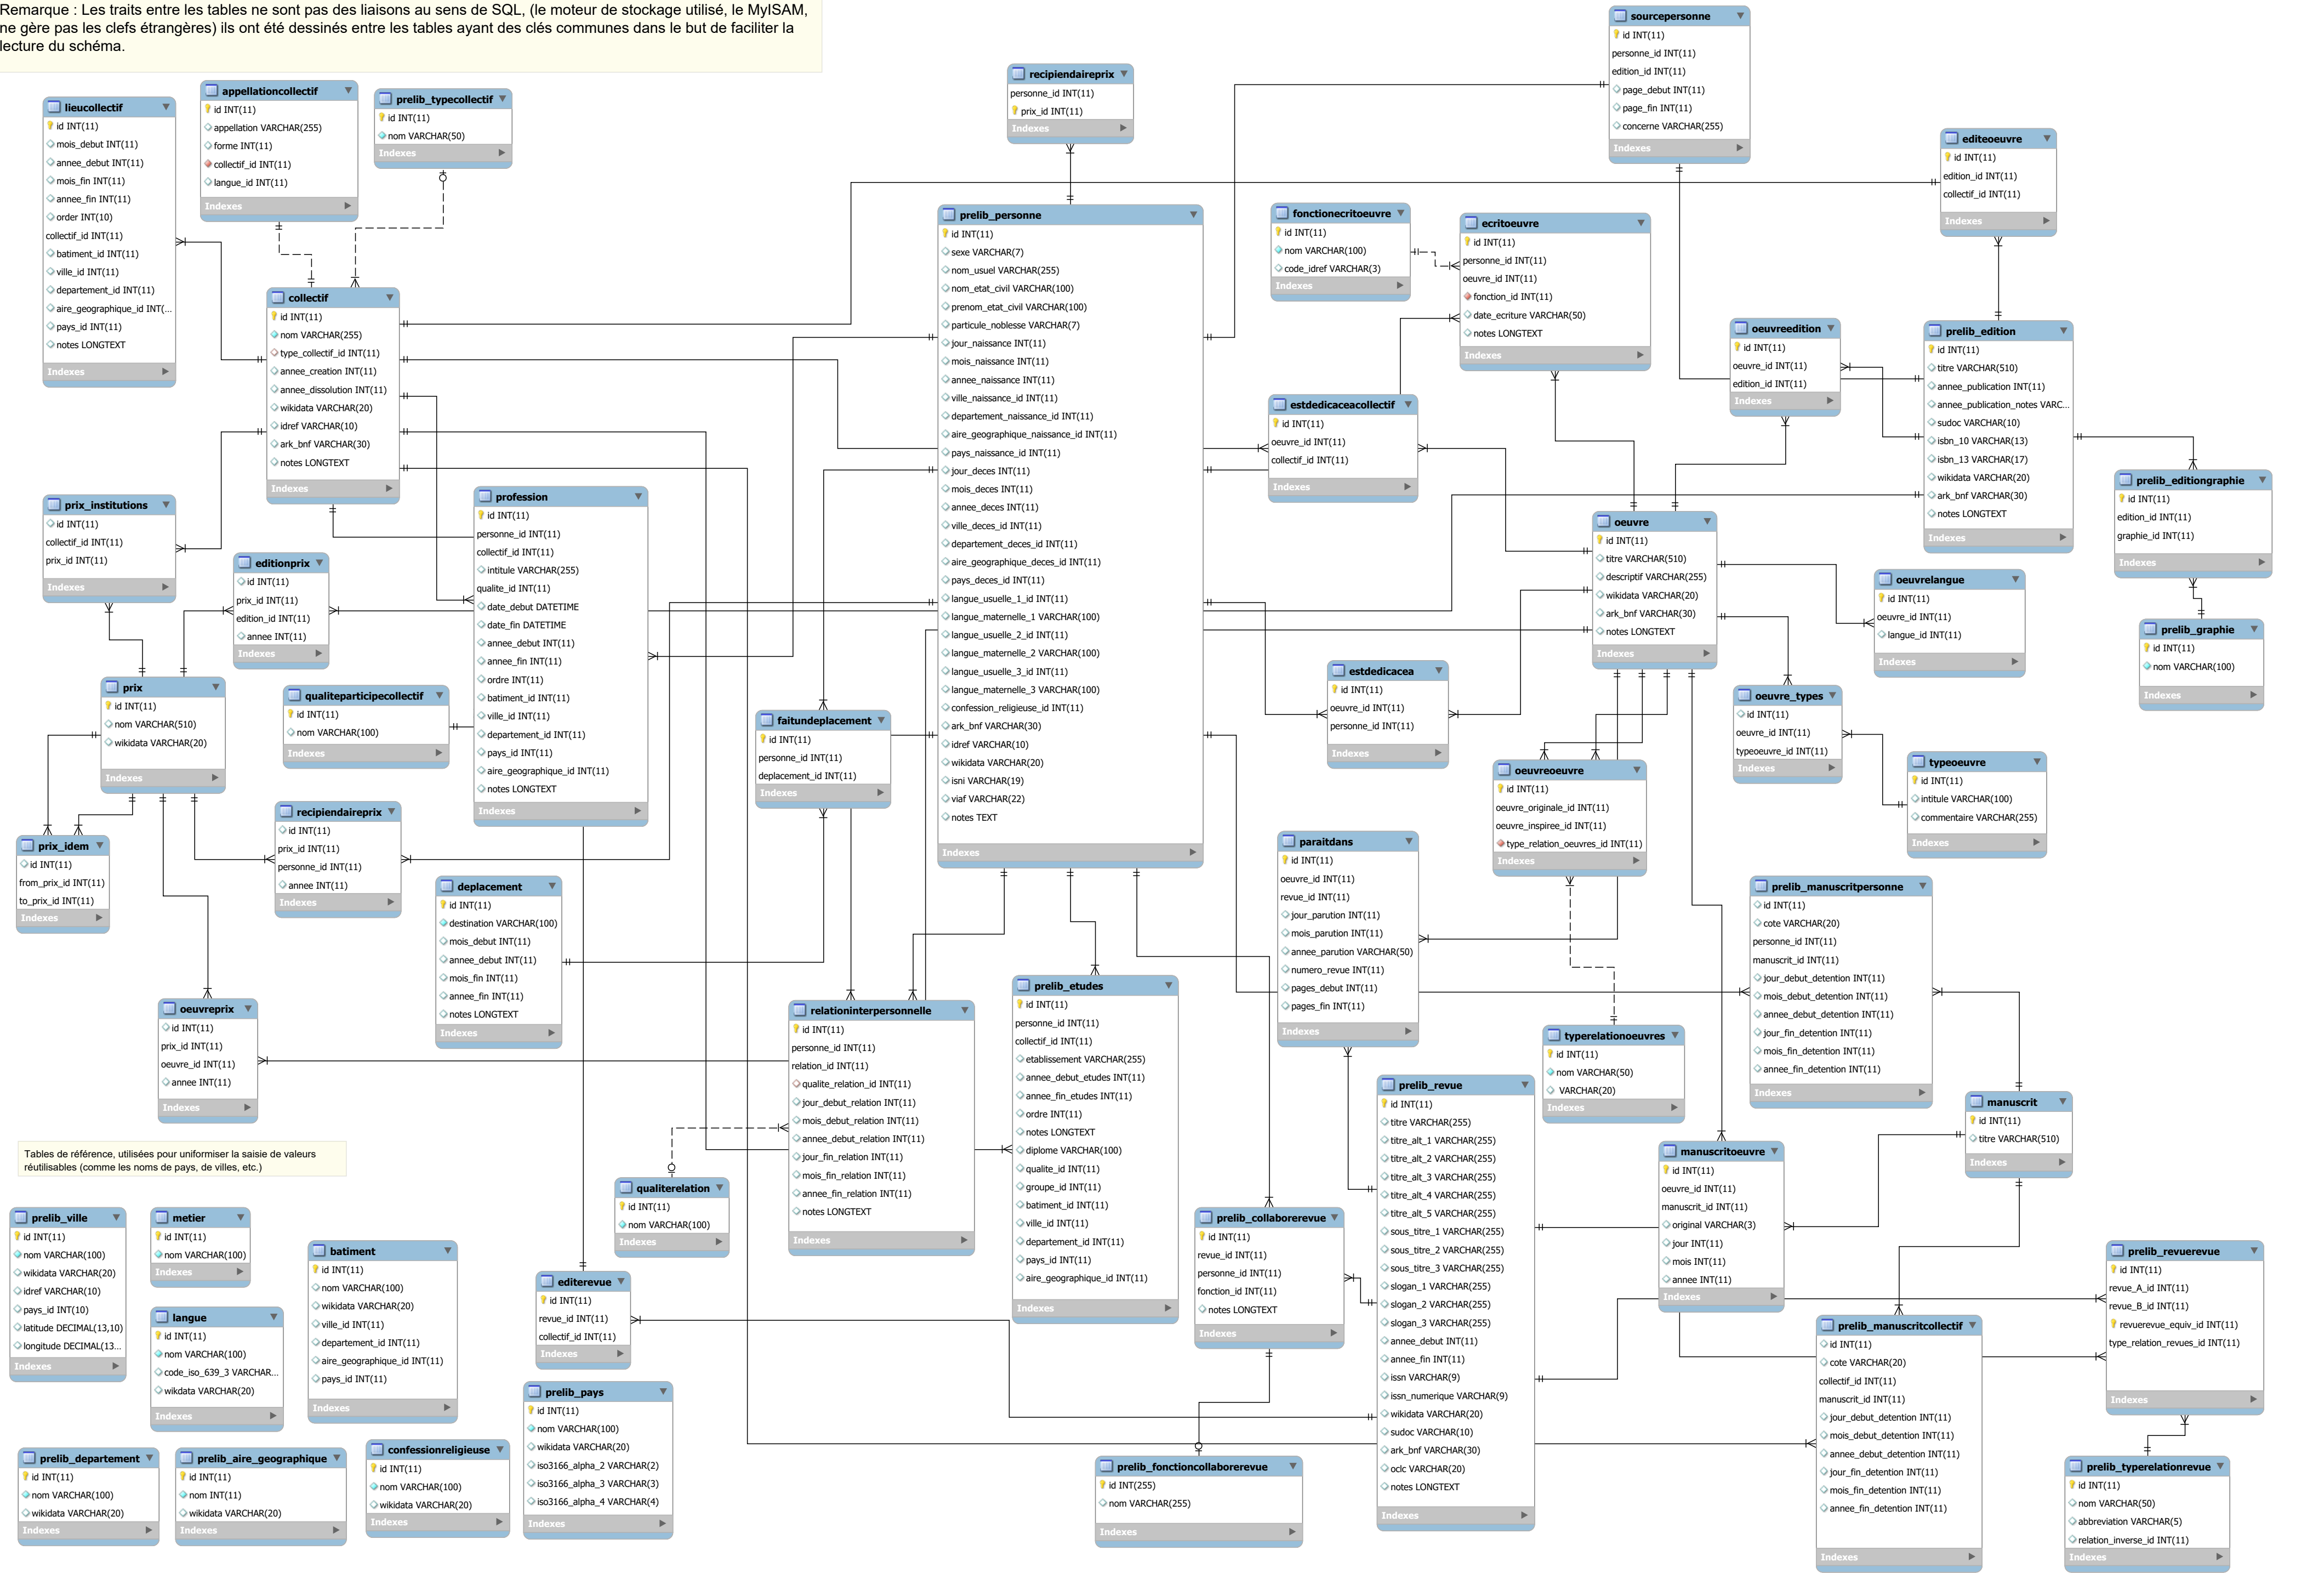 Remarque : Les traits entre les tables ne sont pas des liaisons au sens de SQL, (le moteur de stockage utilisé, le MyISAM,
ne gère pas les clefs étrangères) ils ont été dessinés entre les tables ayant des clés communes dans le but de faciliter la
lecture du schéma.
lieucollectif
id INT(11)
mois_debut INT(11)
annee_debut INT(11)
mois_fin INT(11)
annee_fin INT(11)
order INT(10)
collectif_id INT(11)
batiment_id INT(11)
ville_id INT(11)
departement_id INT(11)
aire_geographique_id INT(...
pays_id INT(11)
notes LONGTEXT
Indexes
appellationcollectif
id INT(11)
appellation VARCHAR(255)
forme INT(11)
collectif_id INT(11)
langue_id INT(11)
Indexes
prelib_typecollectif
id INT(11)
nom VARCHAR(50)
Indexes
collectif
id INT(11)
nom VARCHAR(255)
type_collectif_id INT(11)
annee_creation INT(11)
annee_dissolution INT(11)
wikidata VARCHAR(20)
idref VARCHAR(10)
ark_bnf VARCHAR(30)
notes LONGTEXT
Indexes
recipiendaireprix
personne_id INT(11)
prix_id INT(11)
Indexes
prelib_personne
id INT(11)
sexe VARCHAR(7)
nom_usuel VARCHAR(255)
nom_etat_civil VARCHAR(100)
prenom_etat_civil VARCHAR(100)
particule_noblesse VARCHAR(7)
jour_naissance INT(11)
mois_naissance INT(11)
annee_naissance INT(11)
ville_naissance_id INT(11)
departement_naissance_id INT(11)
aire_geographique_naissance_id INT(11)
pays_naissance_id INT(11)
jour_deces INT(11)
mois_deces INT(11)
annee_deces INT(11)
ville_deces_id INT(11)
departement_deces_id INT(11)
aire_geographique_deces_id INT(11)
pays_deces_id INT(11)
langue_usuelle_1_id INT(11)
langue_maternelle_1 VARCHAR(100)
langue_usuelle_2_id INT(11)
langue_maternelle_2 VARCHAR(100)
langue_usuelle_3_id INT(11)
langue_maternelle_3 VARCHAR(100)
confession_religieuse_id INT(11)
ark_bnf VARCHAR(30)
idref VARCHAR(10)
wikidata VARCHAR(20)
isni VARCHAR(19)
viaf VARCHAR(22)
notes TEXT
Indexes
sourcepersonne
id INT(11)
personne_id INT(11)
edition_id INT(11)
page_debut INT(11)
page_fin INT(11)
concerne VARCHAR(255)
Indexes
editeoeuvre
id INT(11)
edition_id INT(11)
collectif_id INT(11)
Indexes
fonctionecritoeuvre
id INT(11)
nom VARCHAR(100)
code_idref VARCHAR(3)
Indexes
ecritoeuvre
id INT(11)
personne_id INT(11)
oeuvre_id INT(11)
fonction_id INT(11)
date_ecriture VARCHAR(50)
notes LONGTEXT
Indexes
oeuvreedition
id INT(11)
oeuvre_id INT(11)
edition_id INT(11)
Indexes
prelib_edition
id INT(11)
titre VARCHAR(510)
annee_publication INT(11)
annee_publication_notes VARC...
sudoc VARCHAR(10)
isbn_10 VARCHAR(13)
isbn_13 VARCHAR(17)
wikidata VARCHAR(20)
ark_bnf VARCHAR(30)
notes LONGTEXT
Indexes
estdedicaceacollectif
id INT(11)
oeuvre_id INT(11)
collectif_id INT(11)
Indexes
prelib_editiongraphie
id INT(11)
edition_id INT(11)
graphie_id INT(11)
Indexes
prelib_graphie
id INT(11)
nom VARCHAR(100)
Indexes
oeuvre
id INT(11)
titre VARCHAR(510)
descriptif VARCHAR(255)
wikidata VARCHAR(20)
ark_bnf VARCHAR(30)
notes LONGTEXT
Indexes
oeuvrelangue
id INT(11)
oeuvre_id INT(11)
langue_id INT(11)
Indexes
prix_institutions
id INT(11)
collectif_id INT(11)
prix_id INT(11)
Indexes
editionprix
id INT(11)
prix_id INT(11)
edition_id INT(11)
annee INT(11)
Indexes
profession
id INT(11)
personne_id INT(11)
collectif_id INT(11)
intitule VARCHAR(255)
qualite_id INT(11)
date_debut DATETIME
date_fin DATETIME
annee_debut INT(11)
annee_fin INT(11)
ordre INT(11)
batiment_id INT(11)
ville_id INT(11)
departement_id INT(11)
pays_id INT(11)
aire_geographique_id INT(11)
notes LONGTEXT
Indexes
prix
id INT(11)
nom VARCHAR(510)
wikidata VARCHAR(20)
Indexes
qualiteparticipecollectif
id INT(11)
nom VARCHAR(100)
Indexes
faitundeplacement
id INT(11)
personne_id INT(11)
deplacement_id INT(11)
Indexes
estdedicacea
id INT(11)
oeuvre_id INT(11)
personne_id INT(11)
Indexes
oeuvre_types
id INT(11)
oeuvre_id INT(11)
typeoeuvre_id INT(11)
Indexes
typeoeuvre
id INT(11)
intitule VARCHAR(100)
commentaire VARCHAR(255)
Indexes
oeuvreoeuvre
id INT(11)
oeuvre_originale_id INT(11)
oeuvre_inspiree_id INT(11)
type_relation_oeuvres_id INT(11)
Indexes
prix_idem
id INT(11)
from_prix_id INT(11)
to_prix_id INT(11)
Indexes
recipiendaireprix
id INT(11)
prix_id INT(11)
personne_id INT(11)
annee INT(11)
Indexes
deplacement
id INT(11)
destination VARCHAR(100)
mois_debut INT(11)
annee_debut INT(11)
mois_fin INT(11)
annee_fin INT(11)
notes LONGTEXT
Indexes
paraitdans
id INT(11)
oeuvre_id INT(11)
revue_id INT(11)
jour_parution INT(11)
mois_parution INT(11)
annee_parution VARCHAR(50)
numero_revue INT(11)
pages_debut INT(11)
pages_fin INT(11)
Indexes
prelib_manuscritpersonne
id INT(11)
cote VARCHAR(20)
personne_id INT(11)
manuscrit_id INT(11)
jour_debut_detention INT(11)
mois_debut_detention INT(11)
annee_debut_detention INT(11)
jour_fin_detention INT(11)
mois_fin_detention INT(11)
annee_fin_detention INT(11)
Indexes
oeuvreprix
id INT(11)
prix_id INT(11)
oeuvre_id INT(11)
annee INT(11)
Indexes
relationinterpersonnelle
id INT(11)
personne_id INT(11)
relation_id INT(11)
qualite_relation_id INT(11)
jour_debut_relation INT(11)
mois_debut_relation INT(11)
annee_debut_relation INT(11)
jour_fin_relation INT(11)
mois_fin_relation INT(11)
annee_fin_relation INT(11)
notes LONGTEXT
Indexes
prelib_etudes
id INT(11)
personne_id INT(11)
collectif_id INT(11)
etablissement VARCHAR(255)
annee_debut_etudes INT(11)
annee_fin_etudes INT(11)
ordre INT(11)
notes LONGTEXT
diplome VARCHAR(100)
qualite_id INT(11)
groupe_id INT(11)
batiment_id INT(11)
ville_id INT(11)
departement_id INT(11)
pays_id INT(11)
aire_geographique_id INT(11)
Indexes
typerelationoeuvres
id INT(11)
nom VARCHAR(50)
VARCHAR(20)
Indexes
prelib_revue
id INT(11)
titre VARCHAR(255)
titre_alt_1 VARCHAR(255)
titre_alt_2 VARCHAR(255)
titre_alt_3 VARCHAR(255)
titre_alt_4 VARCHAR(255)
titre_alt_5 VARCHAR(255)
sous_titre_1 VARCHAR(255)
sous_titre_2 VARCHAR(255)
sous_titre_3 VARCHAR(255)
slogan_1 VARCHAR(255)
slogan_2 VARCHAR(255)
slogan_3 VARCHAR(255)
annee_debut INT(11)
annee_fin INT(11)
issn VARCHAR(9)
issn_numerique VARCHAR(9)
wikidata VARCHAR(20)
sudoc VARCHAR(10)
ark_bnf VARCHAR(30)
oclc VARCHAR(20)
notes LONGTEXT
Indexes
manuscrit
id INT(11)
titre VARCHAR(510)
Indexes
manuscritoeuvre
id INT(11)
oeuvre_id INT(11)
manuscrit_id INT(11)
original VARCHAR(3)
jour INT(11)
mois INT(11)
annee INT(11)
Indexes
Tables de référence, utilisées pour uniformiser la saisie de valeurs
réutilisables (comme les noms de pays, de villes, etc.)
qualiterelation
id INT(11)
nom VARCHAR(100)
Indexes
prelib_collaborerevue
id INT(11)
revue_id INT(11)
personne_id INT(11)
fonction_id INT(11)
notes LONGTEXT
Indexes
prelib_revuerevue
id INT(11)
revue_A_id INT(11)
revue_B_id INT(11)
revuerevue_equiv_id INT(11)
type_relation_revues_id INT(11)
Indexes
prelib_ville
id INT(11)
nom VARCHAR(100)
wikidata VARCHAR(20)
idref VARCHAR(10)
pays_id INT(10)
latitude DECIMAL(13,10)
longitude DECIMAL(13...
Indexes
metier
id INT(11)
nom VARCHAR(100)
Indexes
batiment
id INT(11)
nom VARCHAR(100)
wikidata VARCHAR(20)
ville_id INT(11)
departement_id INT(11)
aire_geographique_id INT(11)
pays_id INT(11)
Indexes
editerevue
id INT(11)
revue_id INT(11)
collectif_id INT(11)
Indexes
langue
id INT(11)
nom VARCHAR(100)
code_iso_639_3 VARCHAR...
wikdata VARCHAR(20)
Indexes
prelib_manuscritcollectif
id INT(11)
cote VARCHAR(20)
collectif_id INT(11)
manuscrit_id INT(11)
jour_debut_detention INT(11)
mois_debut_detention INT(11)
annee_debut_detention INT(11)
jour_fin_detention INT(11)
mois_fin_detention INT(11)
annee_fin_detention INT(11)
Indexes
prelib_pays
id INT(11)
nom VARCHAR(100)
wikidata VARCHAR(20)
iso3166_alpha_2 VARCHAR(2)
iso3166_alpha_3 VARCHAR(3)
iso3166_alpha_4 VARCHAR(4)
Indexes
prelib_departement
id INT(11)
nom VARCHAR(100)
wikidata VARCHAR(20)
Indexes
prelib_aire_geographique
id INT(11)
nom INT(11)
wikidata VARCHAR(20)
Indexes
confessionreligieuse
id INT(11)
nom VARCHAR(100)
wikidata VARCHAR(20)
Indexes
prelib_fonctioncollaborerevue
id INT(255)
nom VARCHAR(255)
Indexes
prelib_typerelationrevue
id INT(11)
nom VARCHAR(50)
abbreviation VARCHAR(5)
relation_inverse_id INT(11)
Indexes